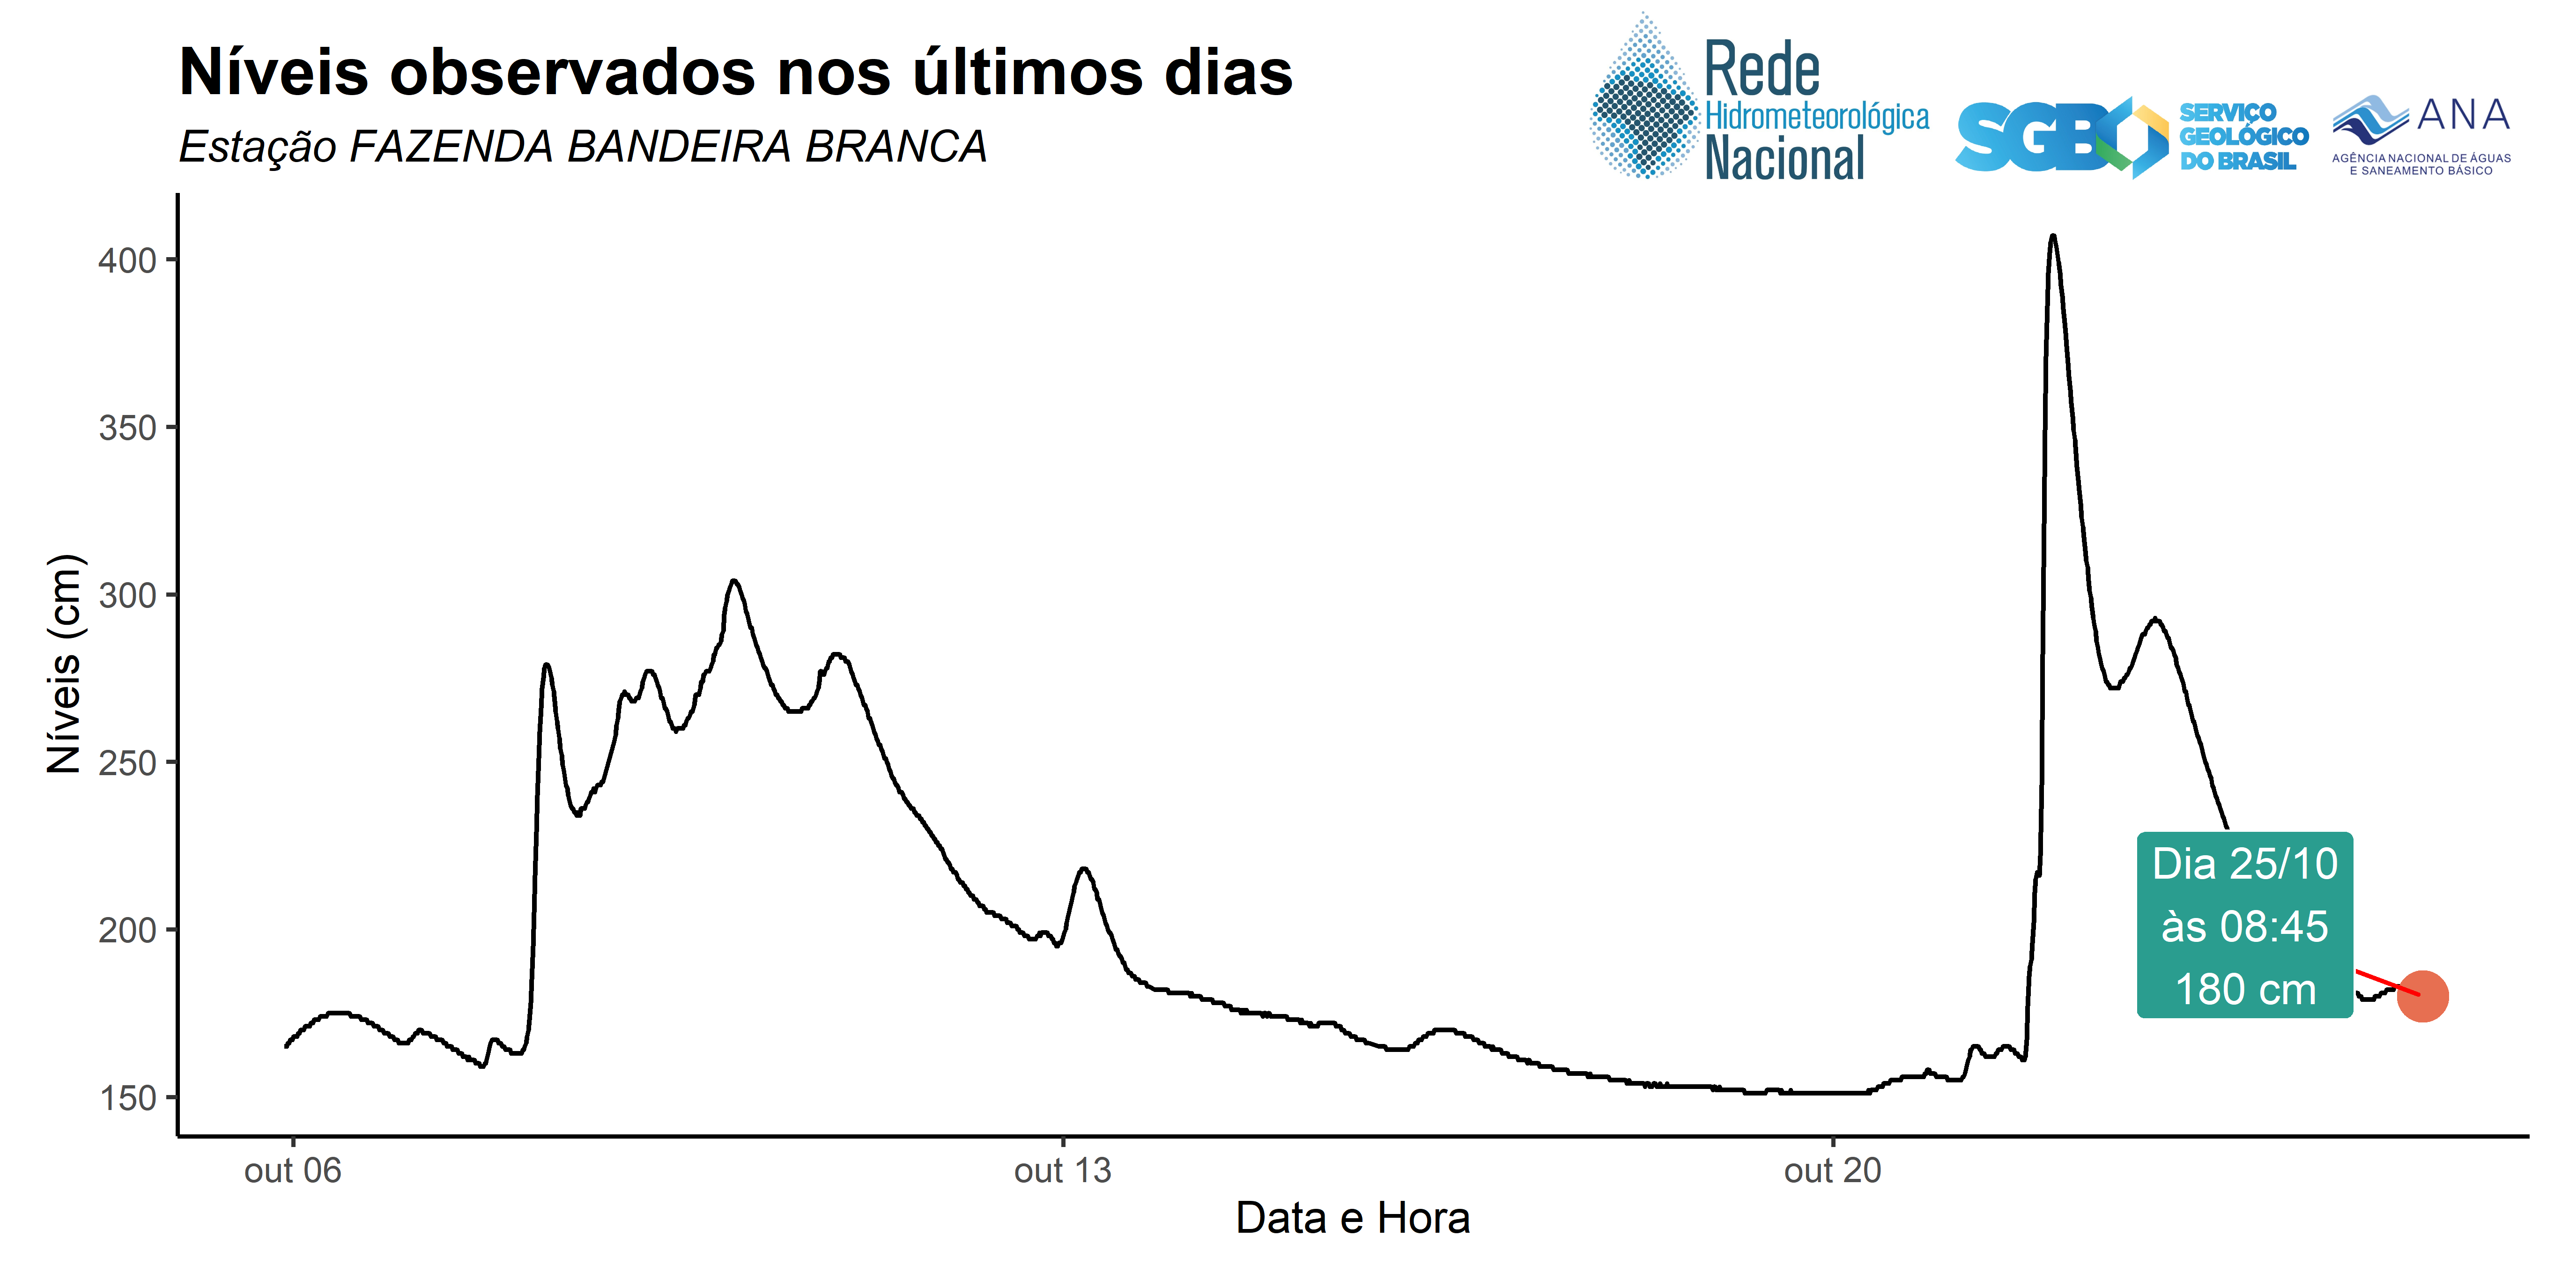 Níveis observados nos últimos dias
Estação FAZENDA BANDEIRA BRANCA
Rede
Hidrometeorológica
Nacional
SGB
SERVIÇO
GEOLÓGICO
DO BRASIL
ANA
AGÊNCIA NACIONAL DE ÁGUAS
E SANEAMENTO BÁSICO
Níveis (cm)
400
350
300
250
200
150
Dia 25/10
às 08:45
180 cm
out 06
out 13
out 20
Data e Hora